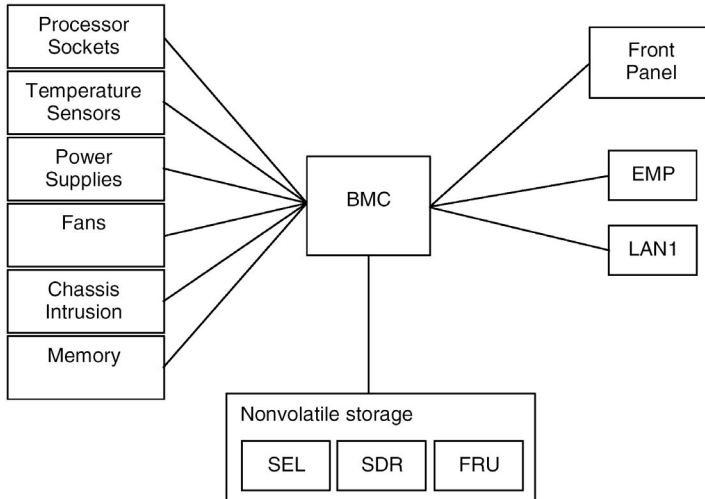 Processor
Sockets
Temperature
Sensors
Power
Supplies
Fans
Chassis
Intrusion
Memory
BMC
Front
Panel
EMP
LAN1
Nonvolatile storage
SEL
SDR
FRU